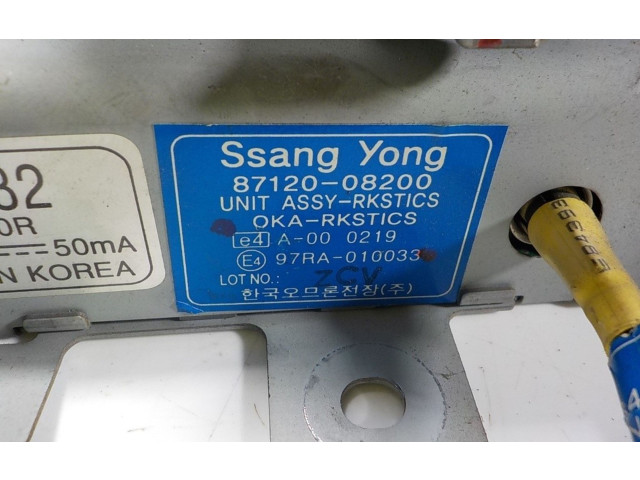 Ssang Yong
87120-08200
UNIT ASSY-RKSTICS
OKA-RKSTICS
e4 A-00 0219
E4 97RA-010033
LOT NO.:
한국오므론전장(주)
32
0R
50mA
N KOREA